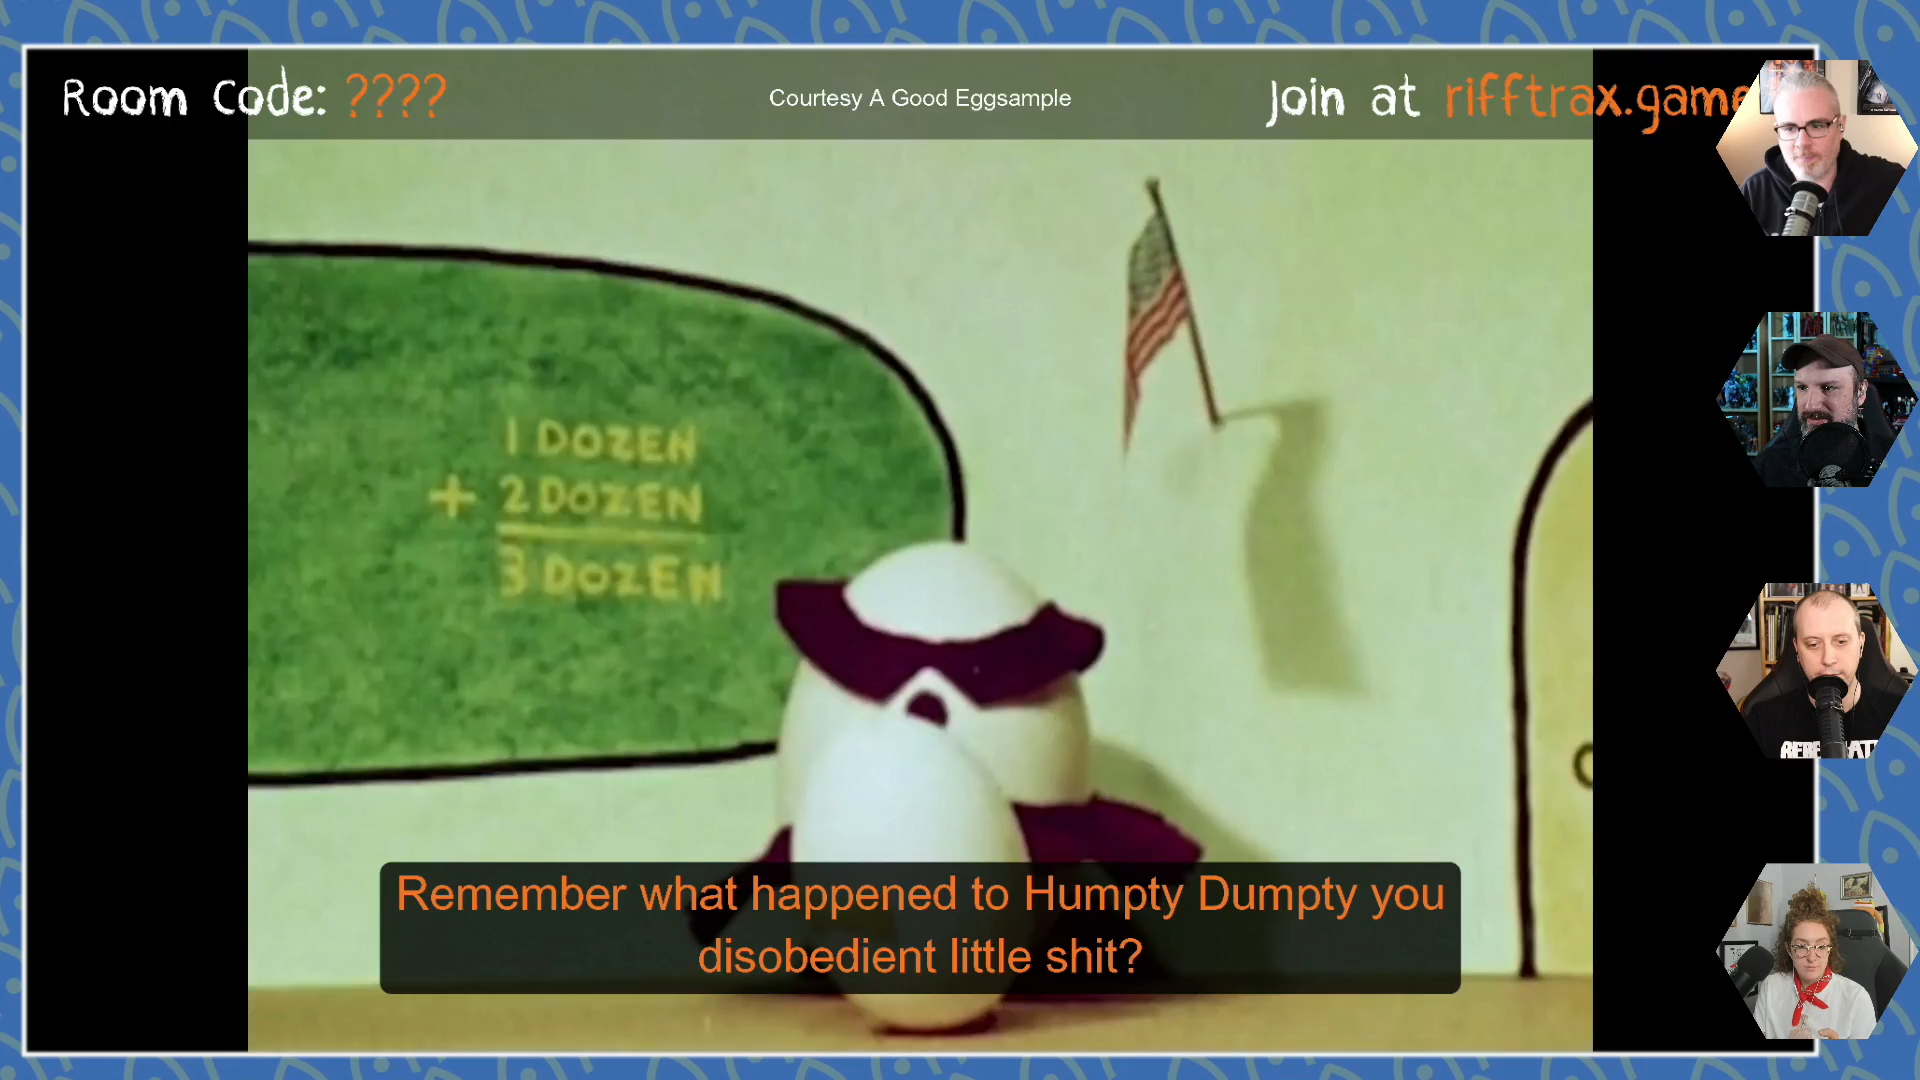 Room Code: ????
Courtesy A Good Eggsample
Join at rifftrax.game
1 DOZEN
+ 2 DOZEN
3 DOZEN
Remember what happened to Humpty Dumpty you
disobedient little shit?